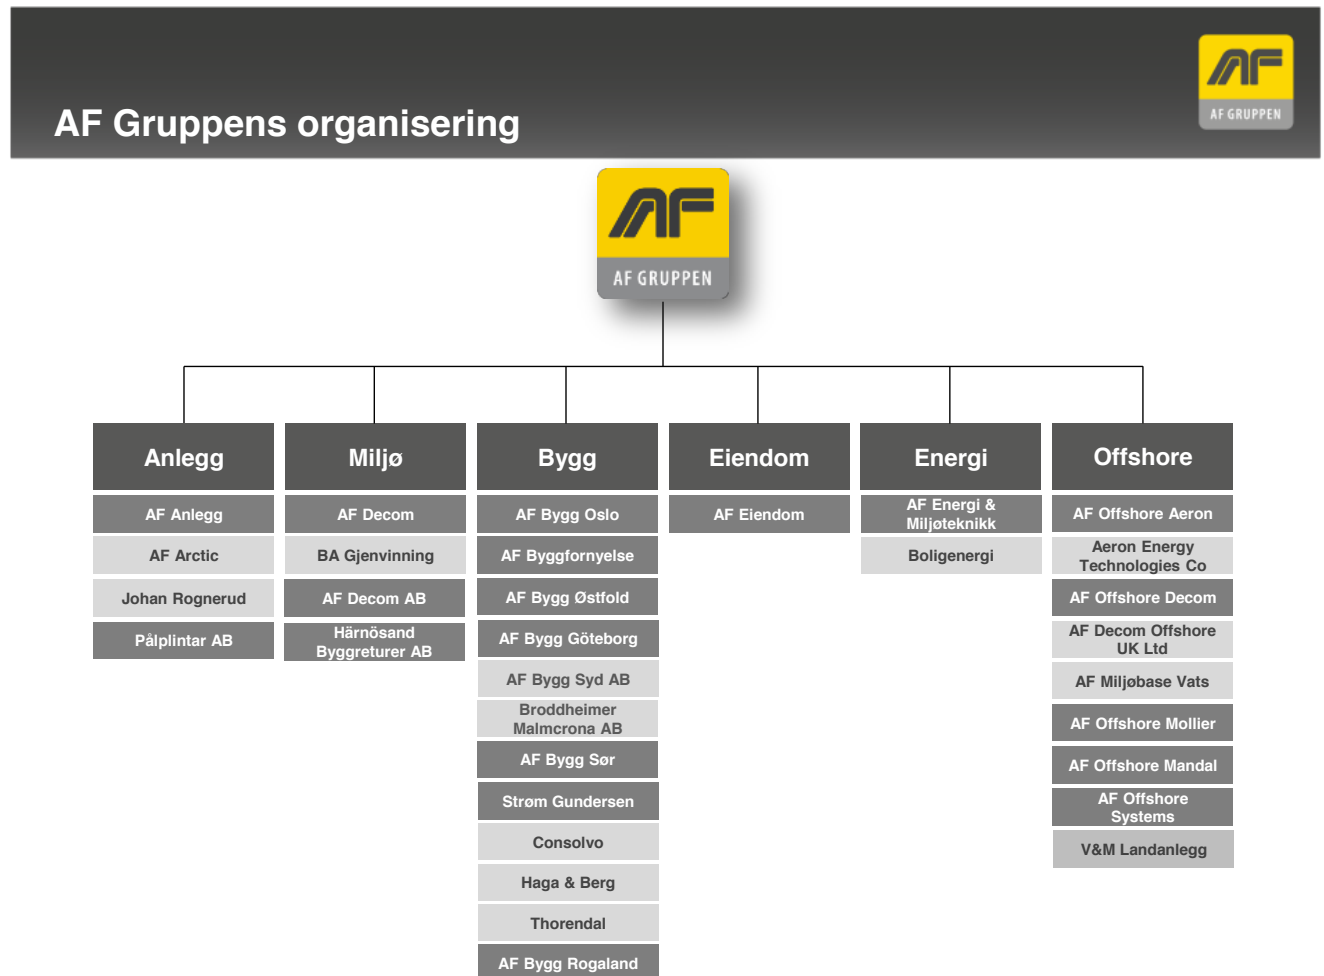 AF GRUPPEN
AF Gruppens organisering
AF GRUPPEN
Anlegg
AF Anlegg
AF Arctic
Johan Rognerud
Pålplintar AB
Miljø
AF Decom
BA Gjenvinning
AF Decom AB
Härnösand
Byggreturer AB
Bygg
AF Bygg Oslo
AF Byggfornyelse
AF Bygg Østfold
AF Bygg Göteborg
AF Bygg Syd AB
Broddheimer
Malmcrona AB
AF Bygg Sør
Strøm Gundersen
Consolvo
Haga & Berg
Thorendal
AF Bygg Rogaland
Eiendom
AF Eiendom
Energi
AF Energi &
Miljøteknikk
Boligenergi
Offshore
AF Offshore Aeron
Aeron Energy
Technologies Co
AF Offshore Decom
AF Decom Offshore
UK Ltd
AF Miljøbase Vats
AF Offshore Mollier
AF Offshore Mandal
AF Offshore
Systems
V&M Landanlegg